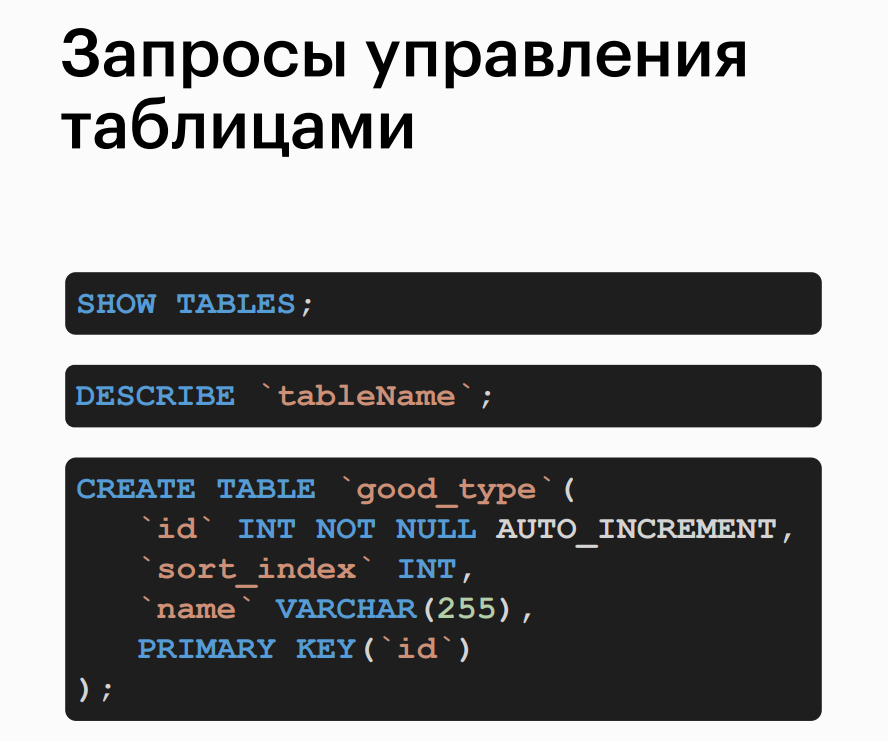 Запросы управления
таблицами
SHOW TABLES;
DESCRIBE `tableName`;
CREATE TABLE `good_type`(
`id` INT NOT NULL AUTO_INCREMENT,
`sort_index` INT,
`name` VARCHAR(255),
PRIMARY KEY(`id`)
);